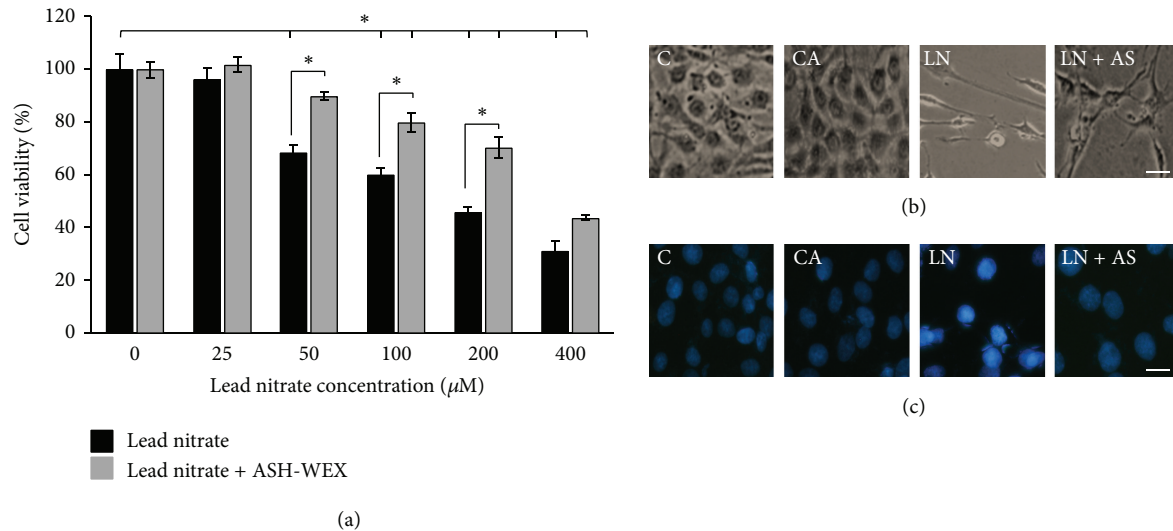 120
100
80
60
40
20
0
Cell viability (%)
*
*
*
*
0 25 50 100 200 400
Lead nitrate concentration (μM)
Lead nitrate
Lead nitrate + ASH-WEX
(a)
C CA LN LN + AS
(b)
C CA LN LN + AS
(c)